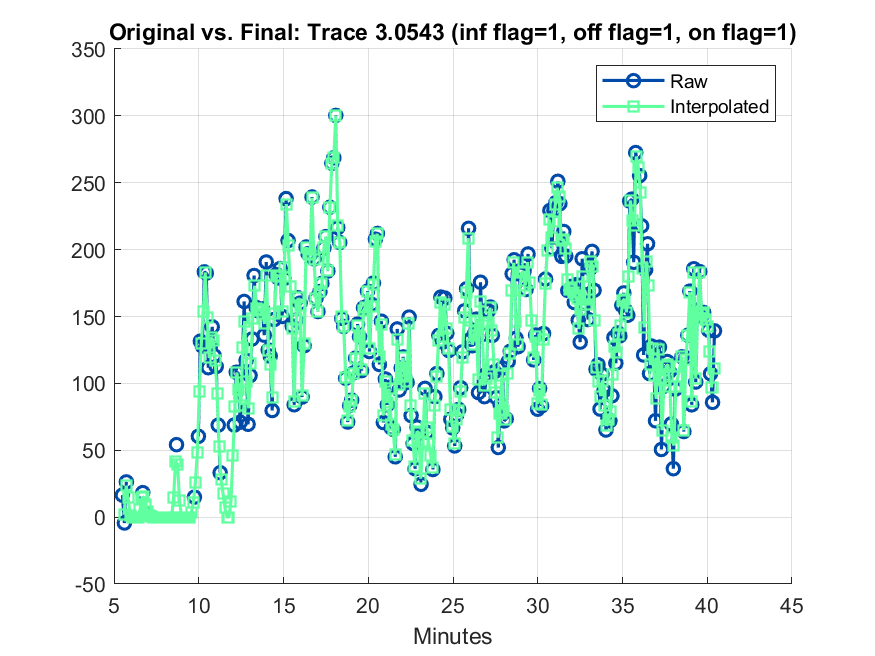 Original vs. Final: Trace 3.0543 (inf flag=1, off flag=1, on flag=1)
350
300
250
200
150
100
50
0
-50
Raw
Interpolated
5 10 15 20 25 30 35 40 45
Minutes